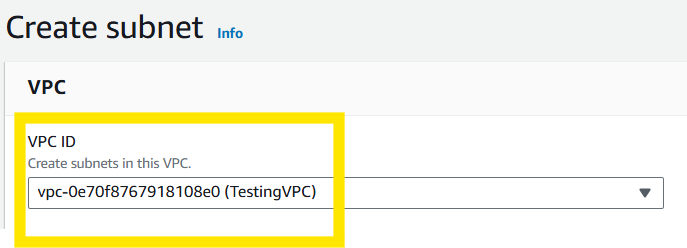 Create subnet Info
VPC
VPC ID
Create subnets in this VPC.
vpc-0e70f8767918108e0 (TestingVPC)